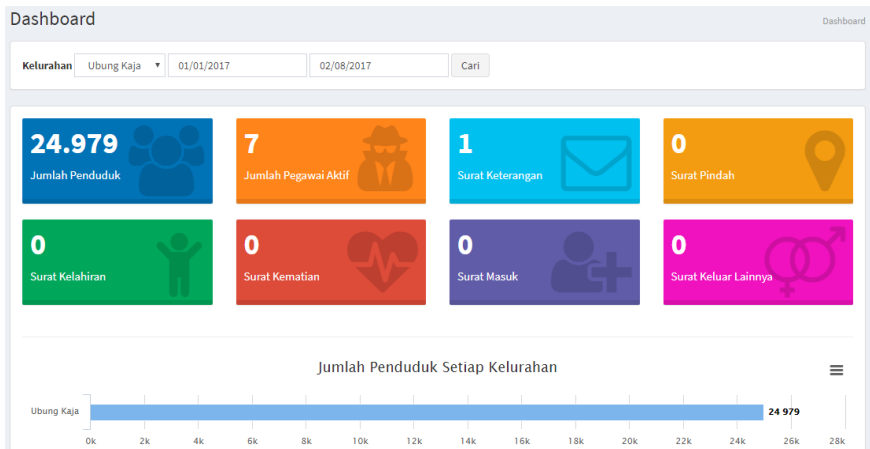 Dashboard
Dashboard
Kelurahan Ubung Kaja 01/01/2017 02/08/2017 Cari
24.979
Jumlah Penduduk
7
Jumlah Pegawai Aktif
1
Surat Keterangan
0
Surat Pindah
0
Surat Kelahiran
0
Surat Kematian
0
Surat Masuk
0
Surat Keluar Lainnya
Jumlah Penduduk Setiap Kelurahan
Ubung Kaja 24 979
0k 2k 4k 6k 8k 10k 12k 14k 16k 18k 20k 22k 24k 26k 28k